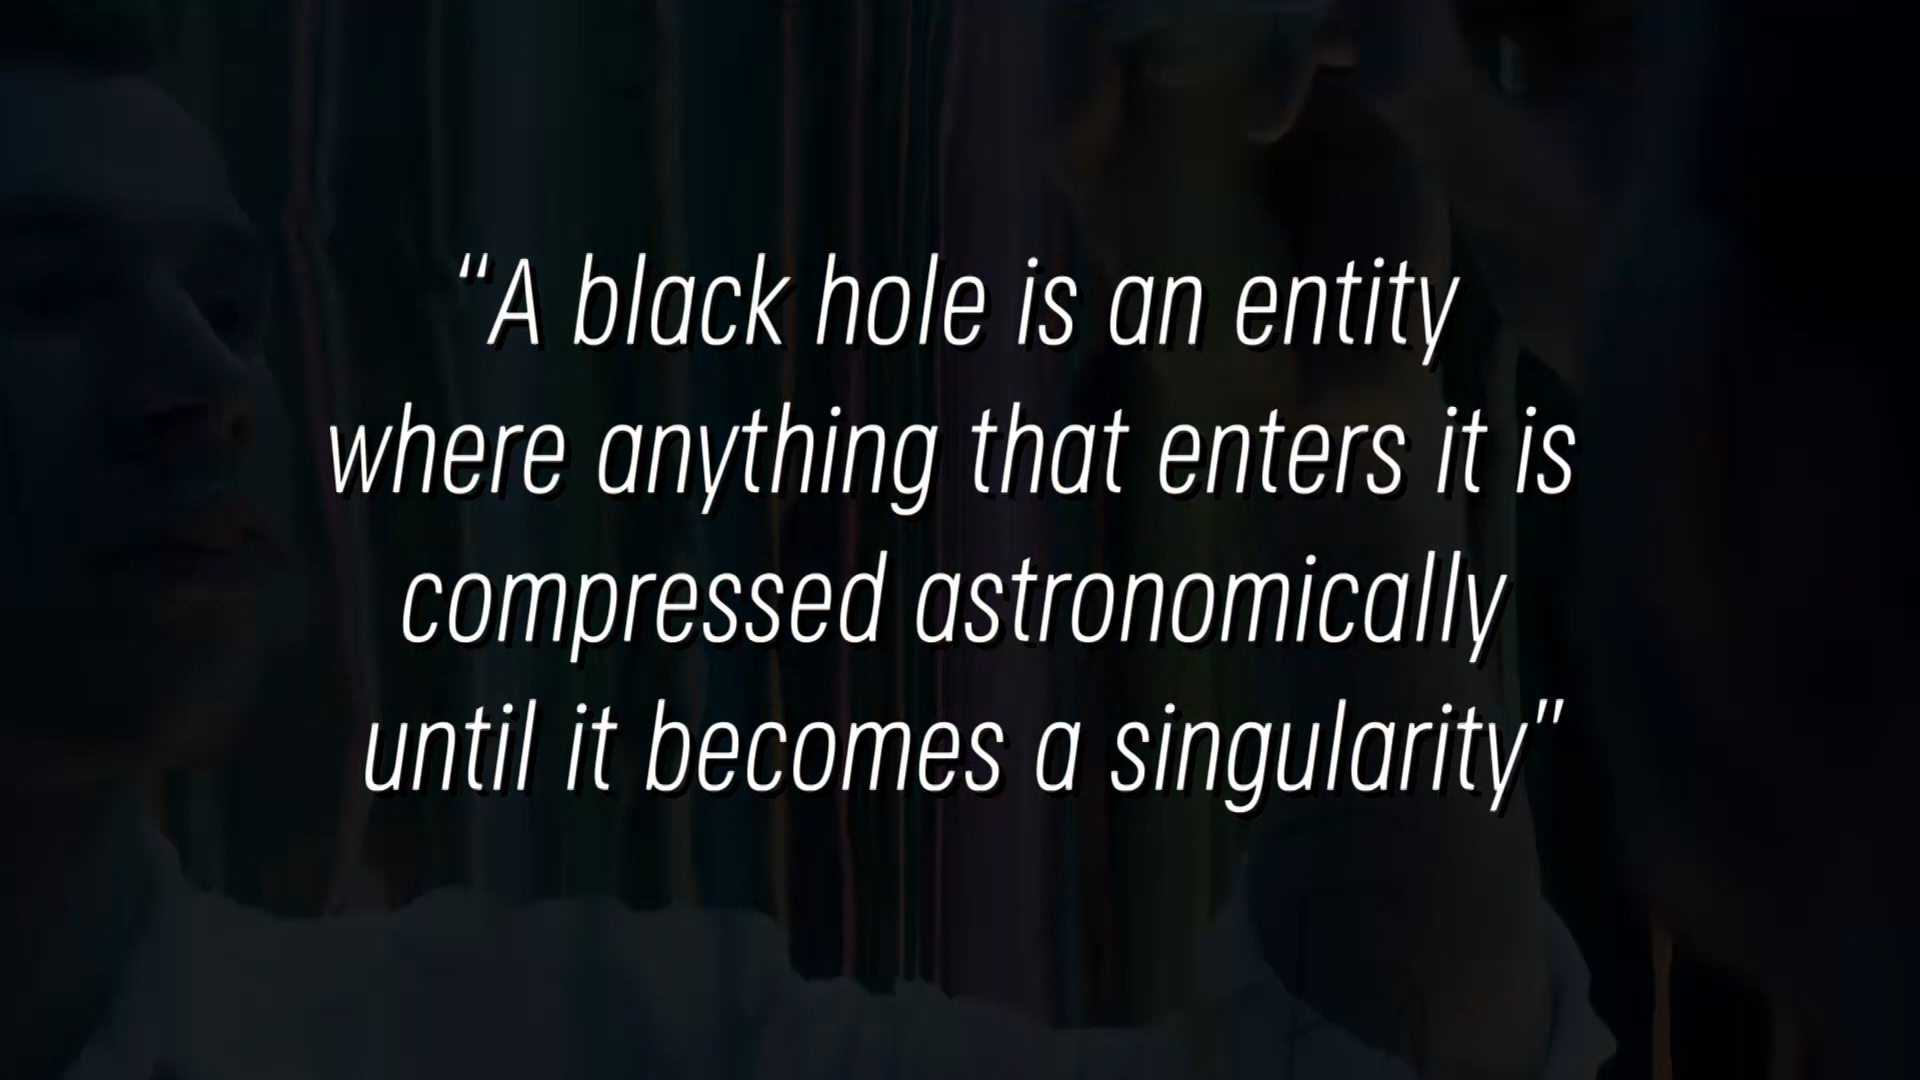 “A black hole is an entity
where anything that enters it is
compressed astronomically
until it becomes a singularity”